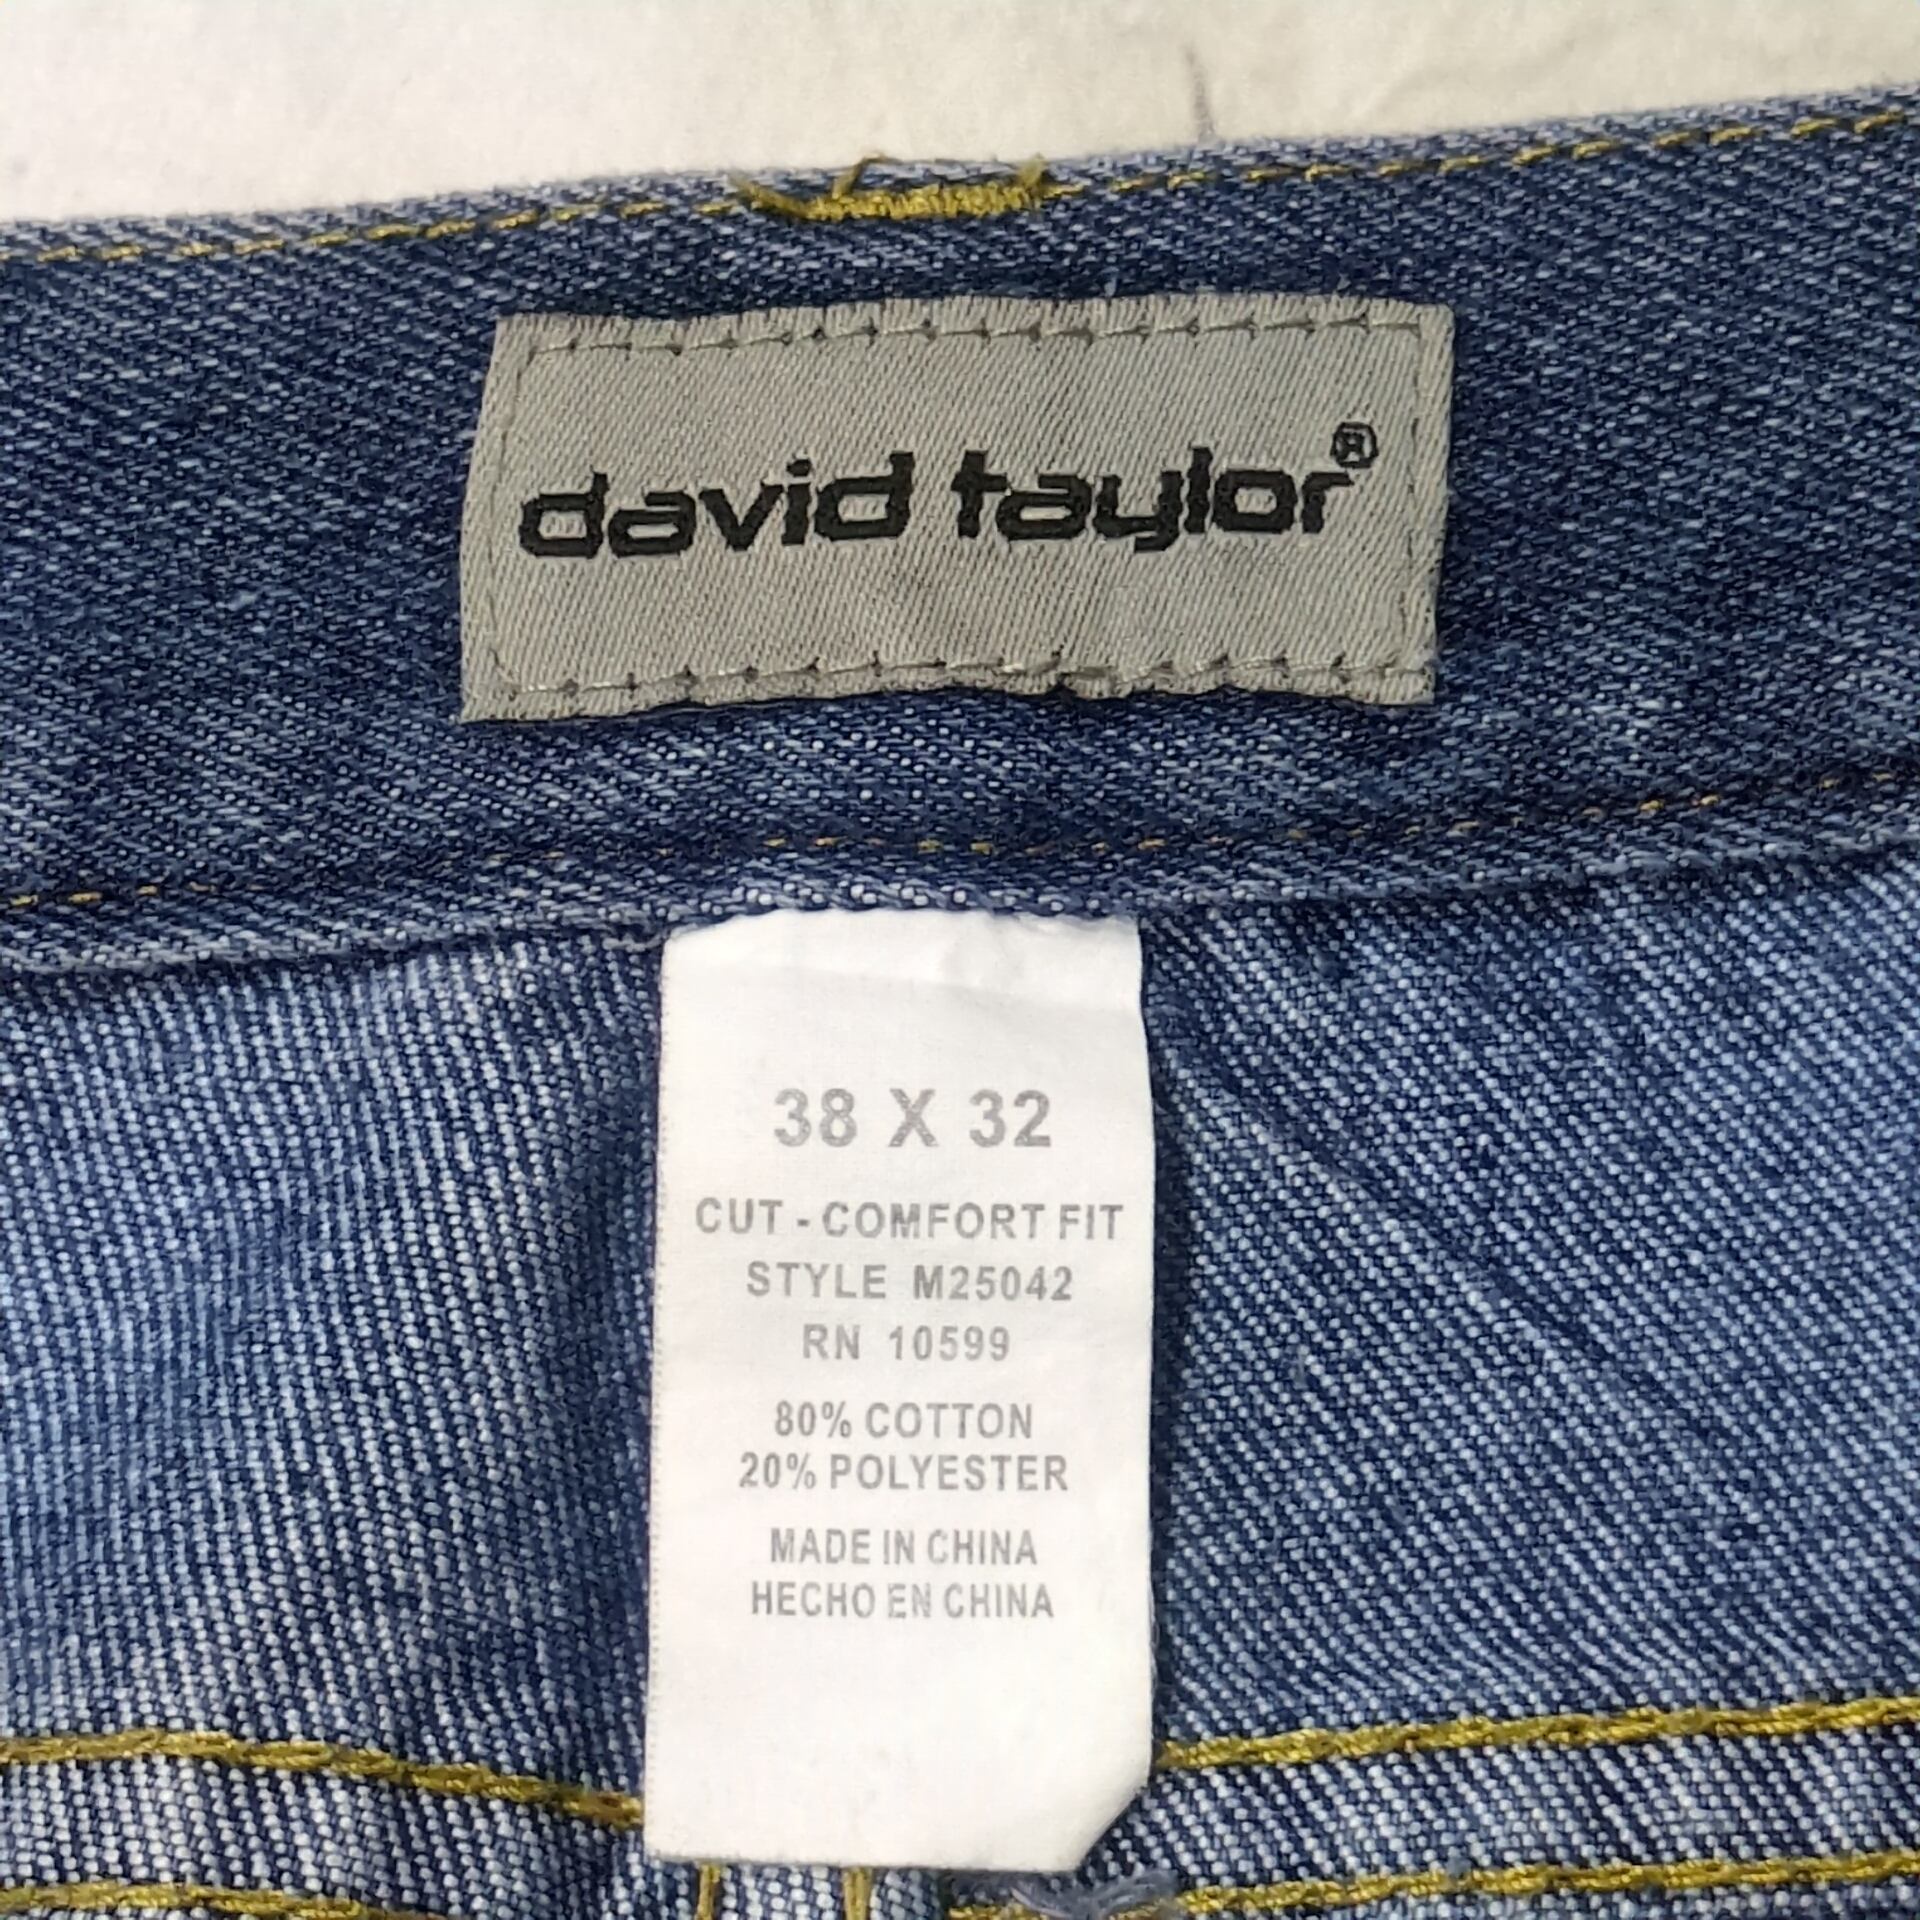 david taylor®
38 X 32
CUT - COMFORT FIT
STYLE M25042
RN 10599
80% COTTON
20% POLYESTER
MADE IN CHINA
HECHO EN CHINA